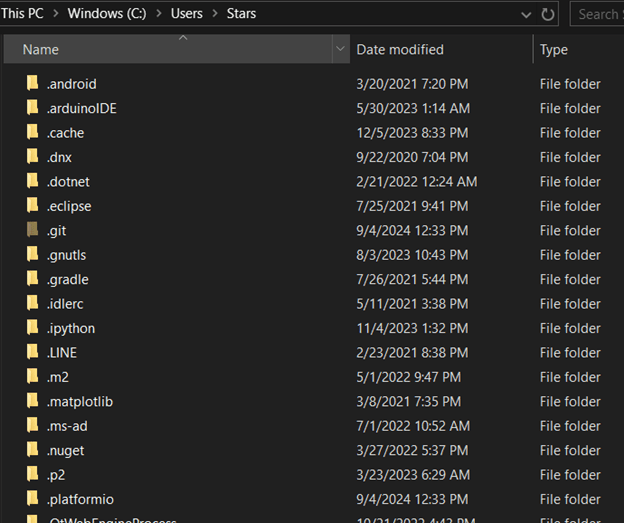 This PC > Windows (C:) > Users > Stars
Search S
Name Date modified Type
.android 3/20/2021 7:20 PM File folder
.arduinoIDE 5/30/2023 1:14 AM File folder
.cache 12/5/2023 8:33 PM File folder
.dnx 9/22/2020 7:04 PM File folder
.dotnet 2/21/2022 12:24 AM File folder
.eclipse 7/25/2021 9:41 PM File folder
.git 9/4/2024 12:33 PM File folder
.gnutls 8/3/2023 10:43 PM File folder
.gradle 7/26/2021 5:44 PM File folder
.idlerc 5/11/2021 3:38 PM File folder
.ipython 11/4/2023 1:32 PM File folder
.LINE 2/23/2021 8:38 PM File folder
.m2 5/1/2022 9:47 PM File folder
.matplotlib 3/8/2021 7:35 PM File folder
.ms-ad 7/1/2022 10:52 AM File folder
.nuget 3/27/2022 5:37 PM File folder
.p2 3/23/2023 6:29 AM File folder
.platformio 9/4/2024 12:33 PM File folder
.QtWebEngineProcess 10/21/2022 4:43 PM File folder